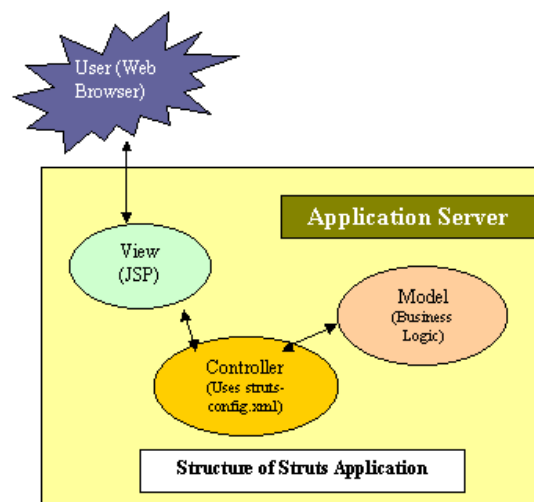 User (Web
Browser)
Application Server
View
(JSP)
Model
(Business
Logic)
Controller
(Uses struts-
config.xml)
Structure of Struts Application